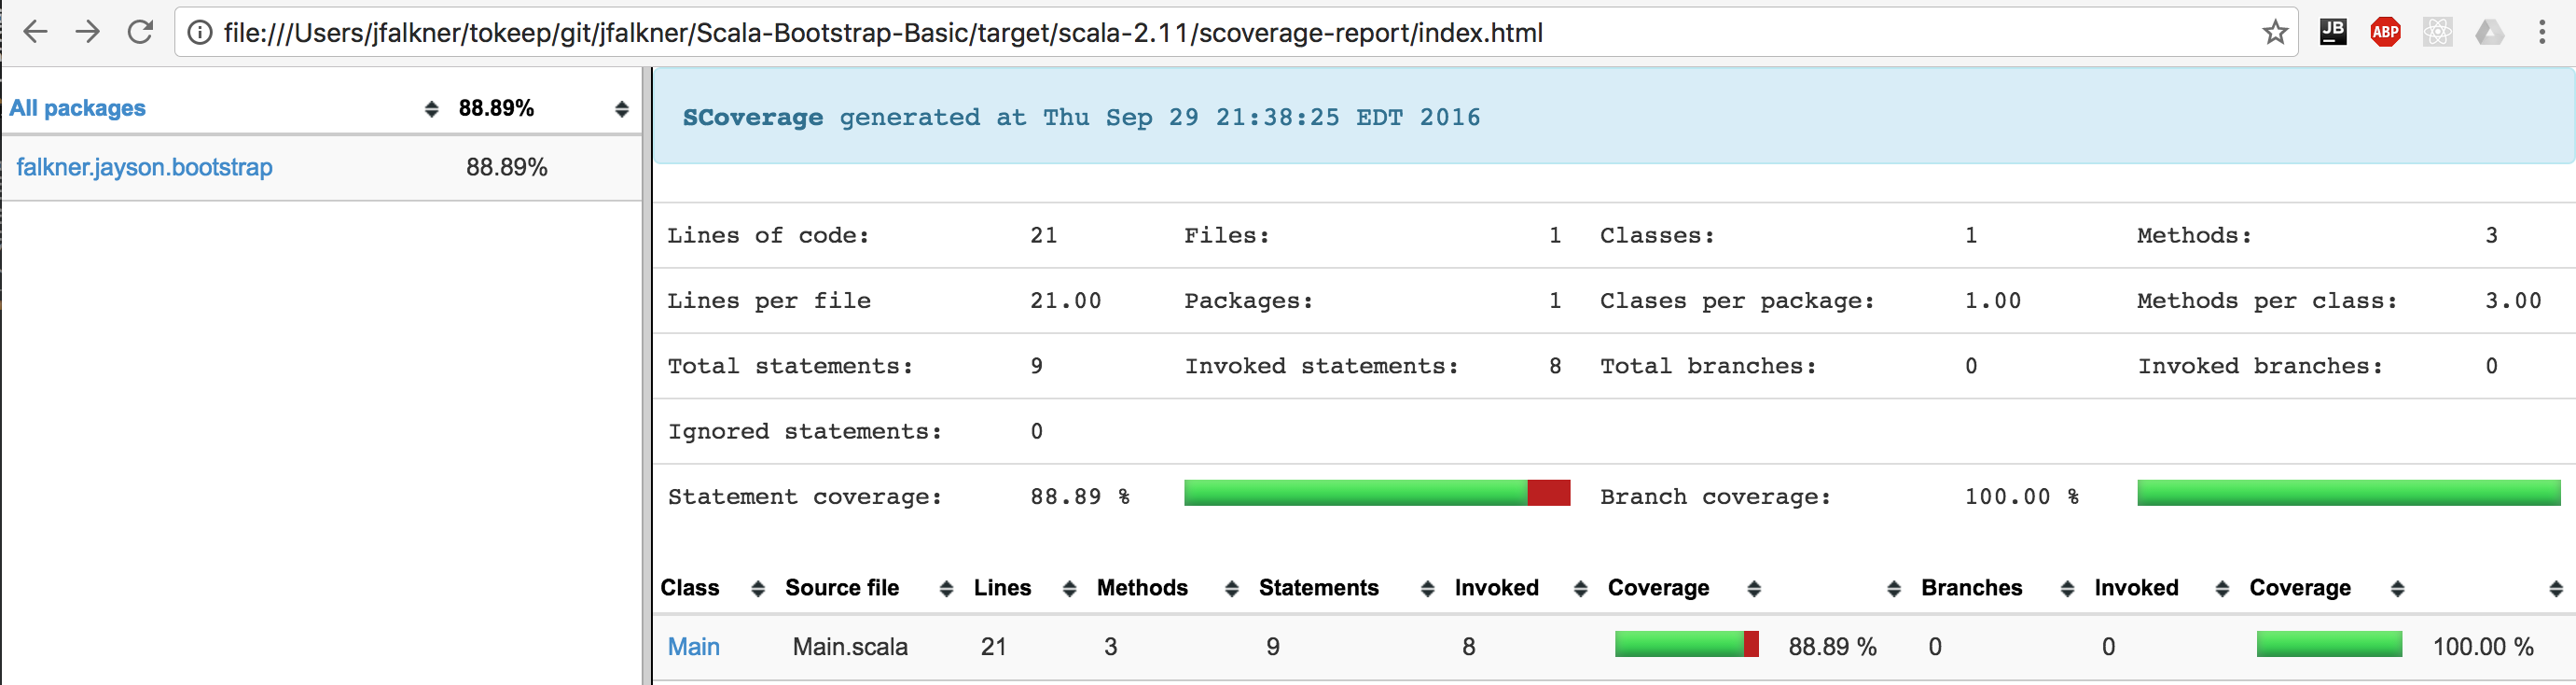 file:///Users/jfalkner/tokeep/git/jfalkner/Scala-Bootstrap-Basic/target/scala-2.11/scoverage-report/index.html
JB
ABP
All packages 88.89%
falkner.jayson.bootstrap 88.89%
SCoverage generated at Thu Sep 29 21:38:25 EDT 2016
Lines of code: 21 Files: 1 Classes: 1 Methods: 3
Lines per file 21.00 Packages: 1 Clases per package: 1.00 Methods per class: 3.00
Total statements: 9 Invoked statements: 8 Total branches: 0 Invoked branches: 0
Ignored statements: 0
Statement coverage: 88.89 % Branch coverage: 100.00 %
Class Source file Lines Methods Statements Invoked Coverage Branches Invoked Coverage
Main Main.scala 21 3 9 8 88.89 % 0 0 100.00 %